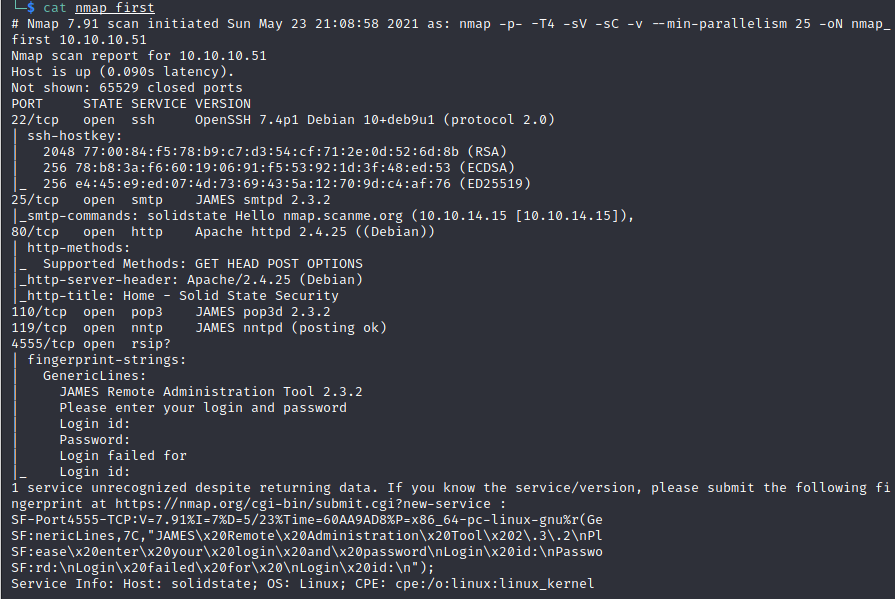 └─$ cat nmap_first
# Nmap 7.91 scan initiated Sun May 23 21:08:58 2021 as: nmap -p- -T4 -sV -sC -v --min-parallelism 25 -oN nmap_
first 10.10.10.51
Nmap scan report for 10.10.10.51
Host is up (0.090s latency).
Not shown: 65529 closed ports
PORT     STATE SERVICE VERSION
22/tcp   open  ssh     OpenSSH 7.4p1 Debian 10+deb9u1 (protocol 2.0)
| ssh-hostkey:
|   2048 77:00:84:f5:78:b9:c7:d3:54:cf:71:2e:0d:52:6d:8b (RSA)
|   256 78:b8:3a:f6:60:19:06:91:f5:53:92:1d:3f:48:ed:53 (ECDSA)
|_  256 e4:45:e9:ed:07:4d:73:69:43:5a:12:70:9d:c4:af:76 (ED25519)
25/tcp   open  smtp    JAMES smtpd 2.3.2
|_smtp-commands: solidstate Hello nmap.scanme.org (10.10.14.15 [10.10.14.15]),
80/tcp   open  http    Apache httpd 2.4.25 ((Debian))
| http-methods:
|_  Supported Methods: GET HEAD POST OPTIONS
|_http-server-header: Apache/2.4.25 (Debian)
|_http-title: Home - Solid State Security
110/tcp  open  pop3    JAMES pop3d 2.3.2
119/tcp  open  nntp    JAMES nntpd (posting ok)
4555/tcp open  rsip?
| fingerprint-strings:
|   GenericLines:
|     JAMES Remote Administration Tool 2.3.2
|     Please enter your login and password
|     Login id:
|     Password:
|     Login failed for
|_    Login id:
1 service unrecognized despite returning data. If you know the service/version, please submit the following fi
ngerprint at https://nmap.org/cgi-bin/submit.cgi?new-service :
SF-Port4555-TCP:V=7.91%I=7%D=5/23%Time=60AA9AD8%P=x86_64-pc-linux-gnu%r(Ge
SF:nericLines,7C,"JAMES\x20Remote\x20Administration\x20Tool\x202\.3\.2\nPl
SF:ease\x20enter\x20your\x20login\x20and\x20password\nLogin\x20id:\nPasswo
SF:rd:\nLogin\x20failed\x20for\x20\nLogin\x20id:\n");
Service Info: Host: solidstate; OS: Linux; CPE: cpe:/o:linux:linux_kernel